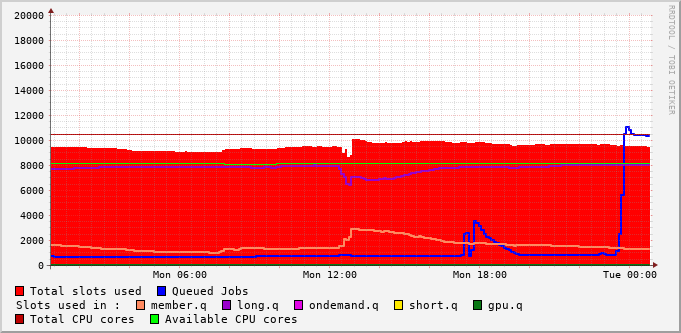 RRDTOOL / TOBI OETIKER
20000
18000
16000
14000
12000
10000
8000
6000
4000
2000
0
Mon 06:00 Mon 12:00 Mon 18:00 Tue 00:00
Total slots used Queued Jobs
Slots used in : member.q long.q ondemand.q short.q gpu.q
Total CPU cores Available CPU cores